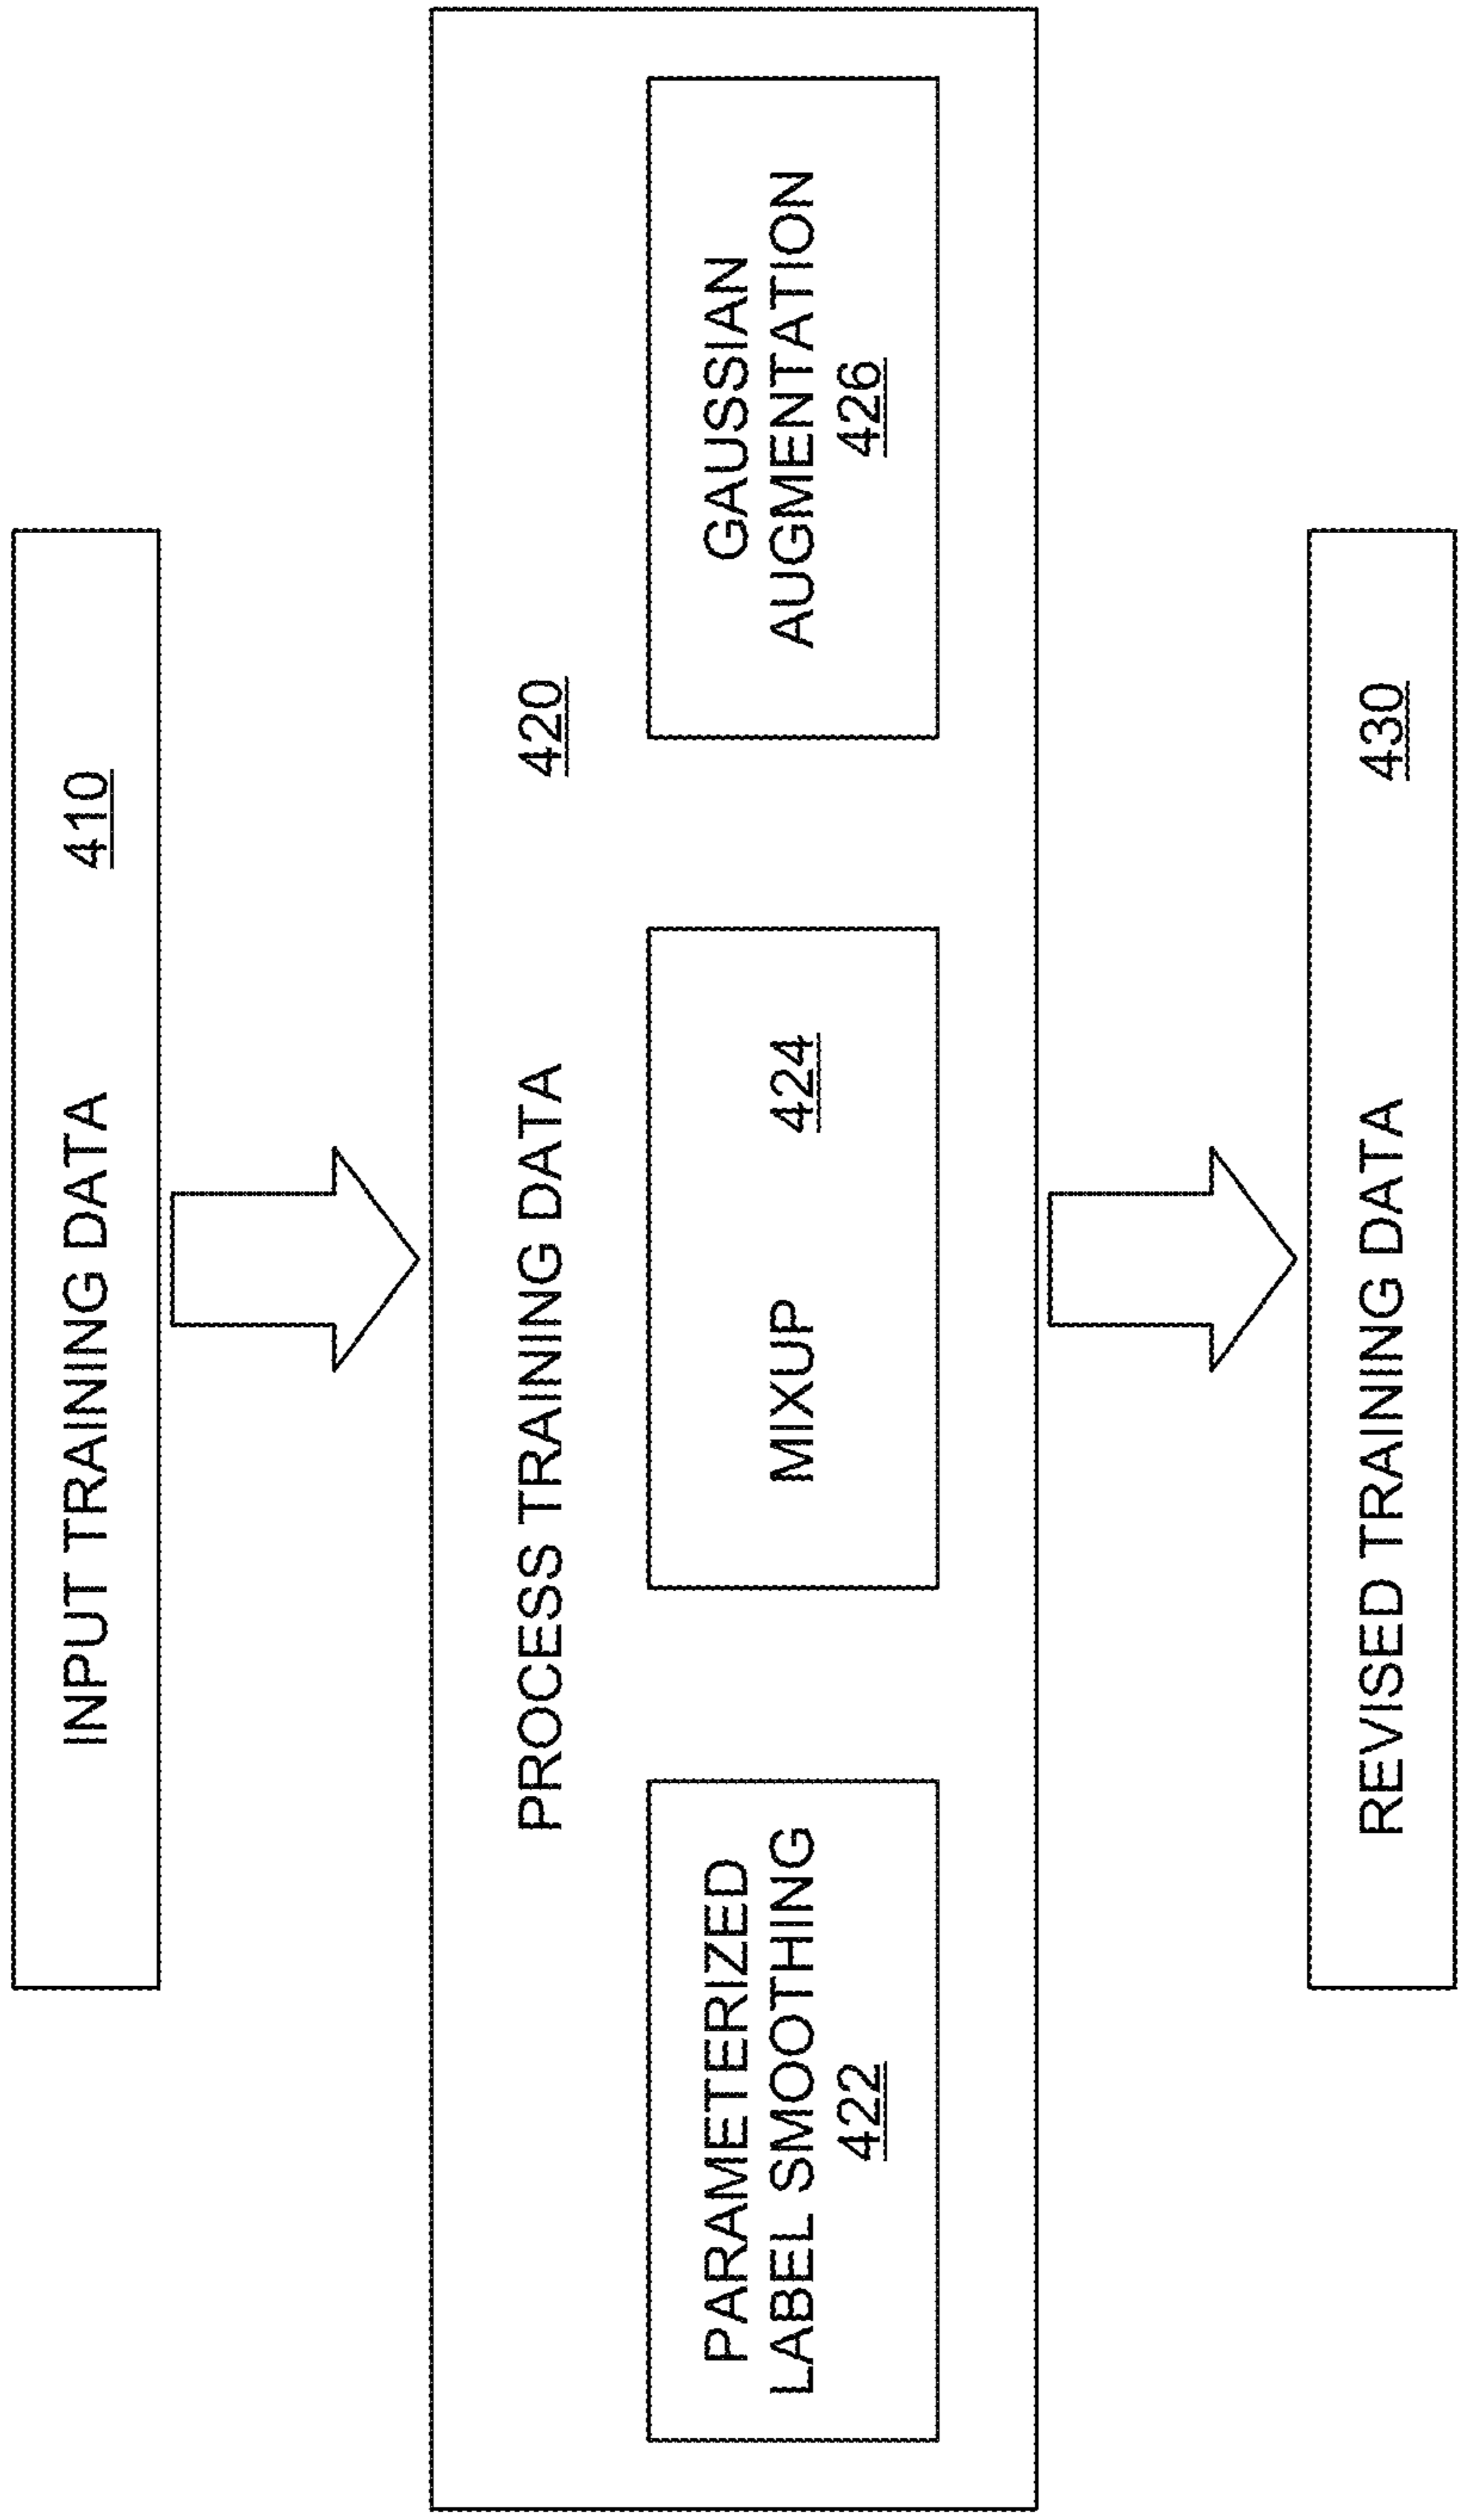 INPUT TRAINING DATA 410
PROCESS TRAINING DATA 420
PARAMETERIZED
LABEL SMOOTHING
422
MIXUP 424
GAUSSIAN
AUGMENTATION
426
REVISED TRAINING DATA 430